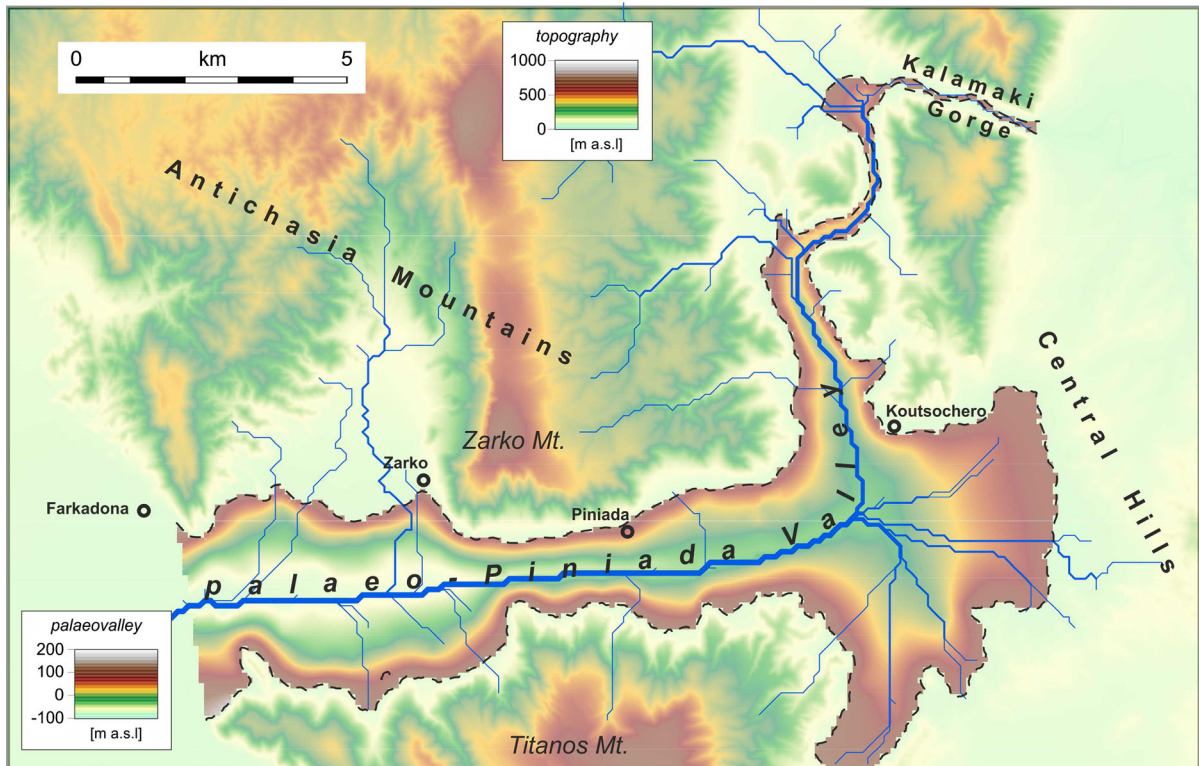 topography
1000
500
0
[m a.s.l]
0 km 5
Kalamaki
Gorge
Antichasia Mountains
Central Hills
Koutsochero
Zarko Mt.
Zarko
Farkadona
Piniada
palaeo-Piniada Valley
palaeovalley
200
100
0
-100
[m a.s.l]
Titanos Mt.